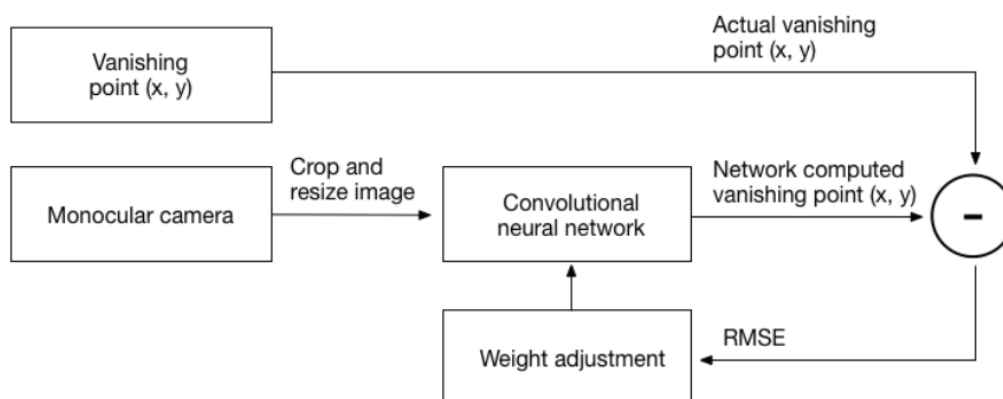 Vanishing
point (x, y)
Actual vanishing
point (x, y)
Monocular camera
Crop and
resize image
Convolutional
neural network
Network computed
vanishing point (x, y)
-
Weight adjustment
RMSE